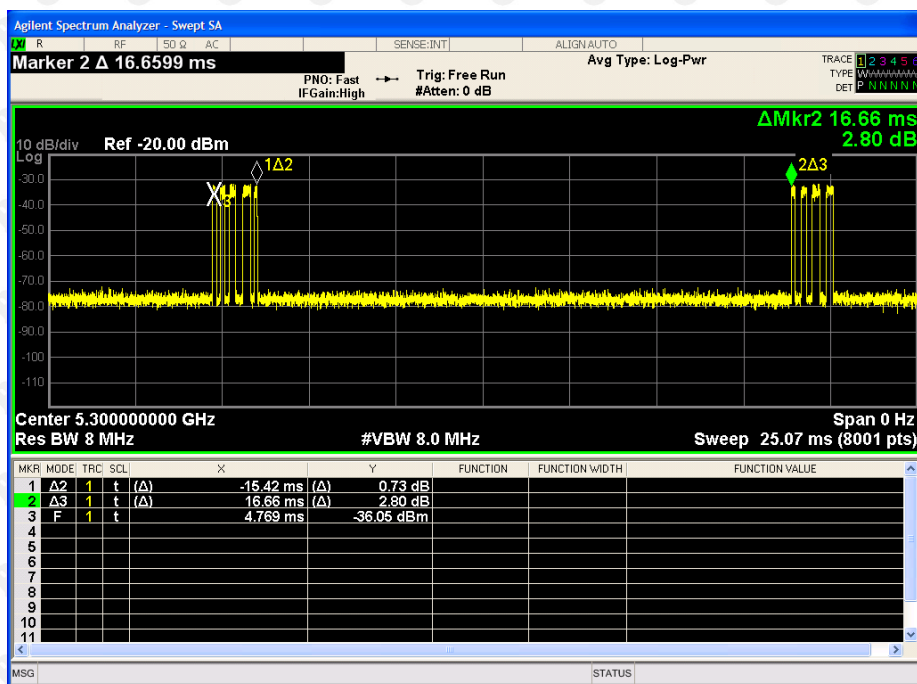 Agilent Spectrum Analyzer - Swept SA
LXI R RF 50 Ω AC SENSE:INT ALIGNAUTO
Marker 2 Δ 16.6599 ms
PNO: Fast
IFGain:High
Trig: Free Run
#Atten: 0 dB
Avg Type: Log-Pwr
TRACE 1 2 3 4 5 6
TYPE
DET P N N N N N
ΔMkr2 16.66 ms
2.80 dB
10 dB/div Ref -20.00 dBm
Log
1Δ2 2Δ3
-30.0
3
-40.0
-50.0
-60.0
-70.0
-80.0
-90.0
-100
-110
Center 5.300000000 GHz Span 0 Hz
Res BW 8 MHz #VBW 8.0 MHz Sweep 25.07 ms (8001 pts)
MKR MODE TRC SCL X Y FUNCTION FUNCTION WIDTH FUNCTION VALUE
1 Δ2 1 t (Δ) -15.42 ms (Δ) 0.73 dB
2 Δ3 1 t (Δ) 16.66 ms (Δ) 2.80 dB
3 F 1 t 4.769 ms -36.05 dBm
4
5
6
7
8
9
10
11
MSG STATUS